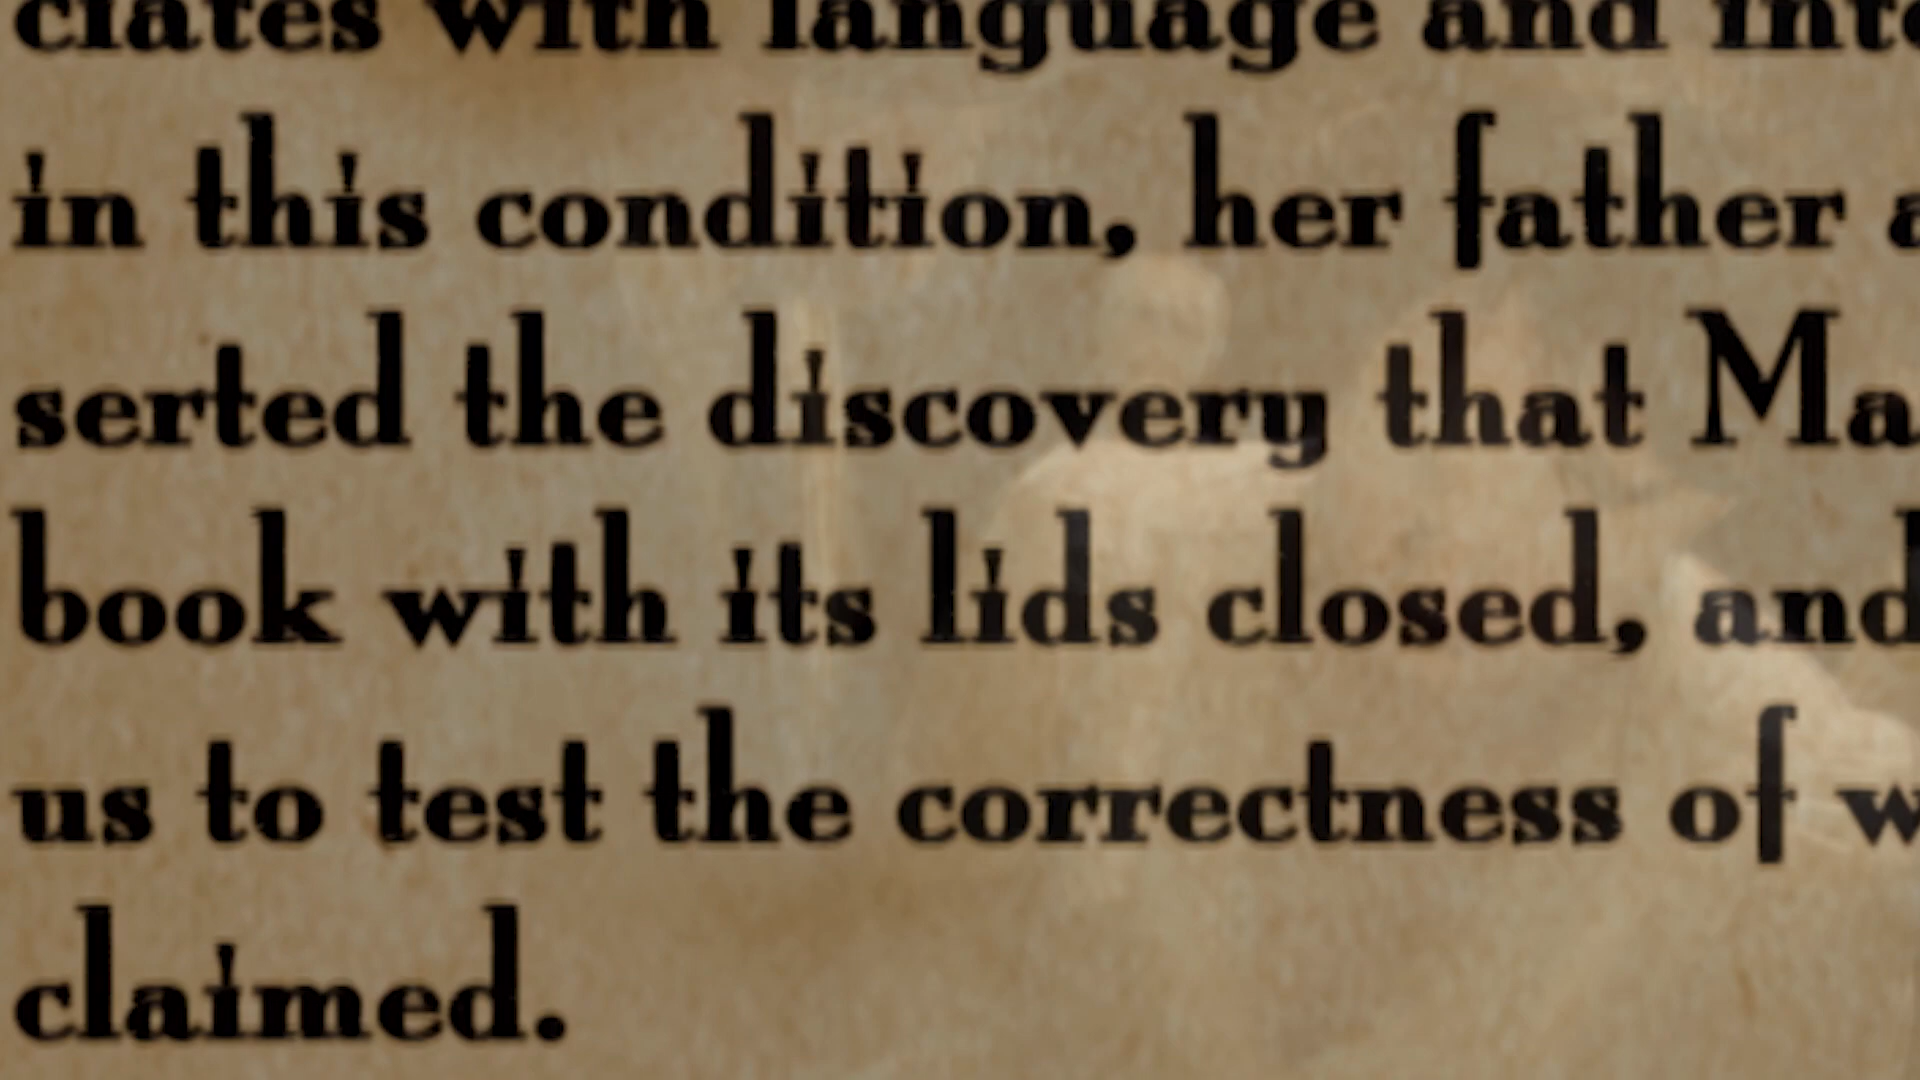 ciates with language and inte
in this condition, her father a
serted the discovery that Ma
book with its lids closed, and
us to test the correctness of w
claimed.